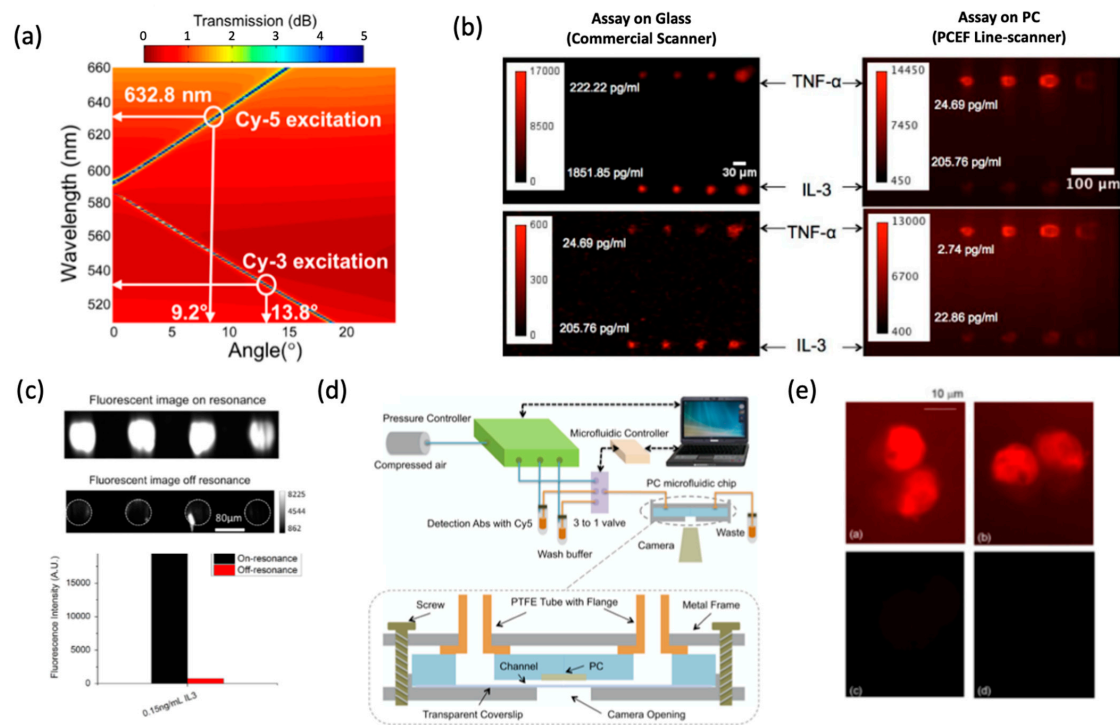 (a)
Transmission (dB)
0 1 2 3 4 5
660
640
620
600
580
560
540
520
Wavelength (nm)
632.8 nm
Cy-5 excitation
Cy-3 excitation
9.2°
13.8°
0 5 10 15 20
Angle(°)
(b)
Assay on Glass
(Commercial Scanner)
Assay on PC
(PCEF Line-scanner)
17000
8500
0
222.22 pg/ml
1851.85 pg/ml
30 µm
TNF-α
IL-3
14450
7450
450
24.69 pg/ml
205.76 pg/ml
100 µm
600
300
0
24.69 pg/ml
205.76 pg/ml
TNF-α
IL-3
13000
6700
400
2.74 pg/ml
22.86 pg/ml
(c)
Fluorescent image on resonance
Fluorescent image off resonance
80µm
8225
4544
862
Fluorescence Intensity (A.U.)
15000
10000
5000
0
On-resonance
Off-resonance
0.15ng/mL IL3
(d)
Pressure Controller
Compressed air
Microfluidic Controller
PC microfluidic chip
Detection Abs with Cy5
3 to 1 valve
Wash buffer
Camera
Waste
Screw
PTFE Tube with Flange
Metal Frame
Channel
PC
Transparent Coverslip
Camera Opening
(e)
10 µm
(a)
(b)
(c)
(d)